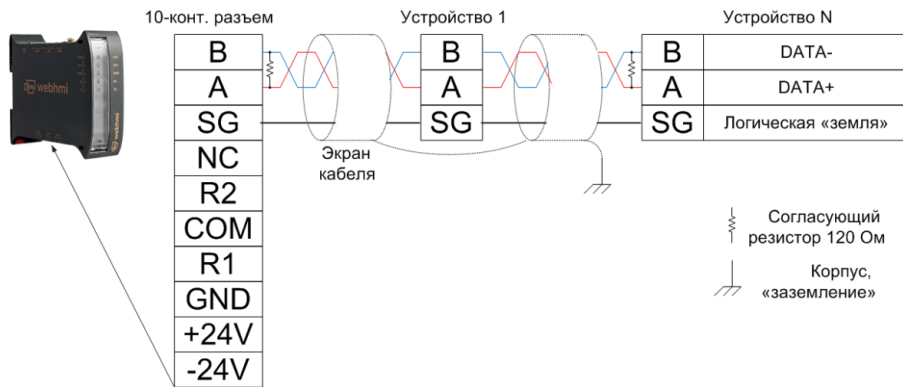 10-конт. разъем
Устройство 1
Устройство N
B
A
SG
NC
R2
COM
R1
GND
+24V
-24V
B
A
SG
B DATA-
A DATA+
SG Логическая «земля»
Экран
кабеля
Согласующий
резистор 120 Ом
Корпус,
«заземление»
webhmi
webhmi